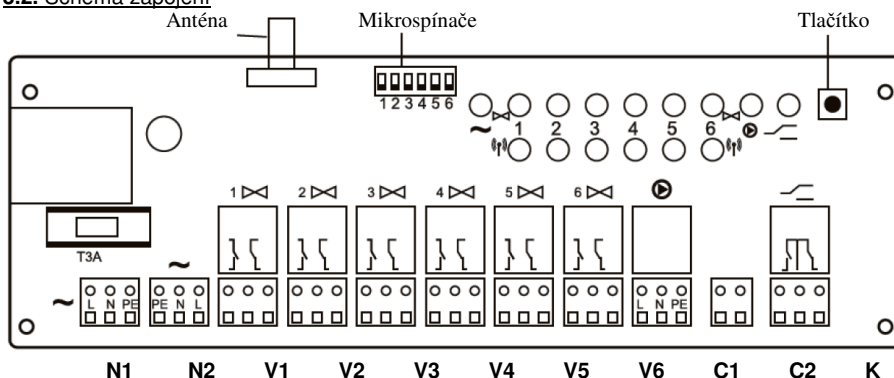 5.2. Schéma zapojení
Anténa Mikrospínače Tlačítko
1 2 3 4 5 6
~ 1 2 3 4 5 6
1 2 3 4 5 6
T3A
~
~ L N PE PE N L L N PE
N1 N2 V1 V2 V3 V4 V5 V6 C1 C2 K